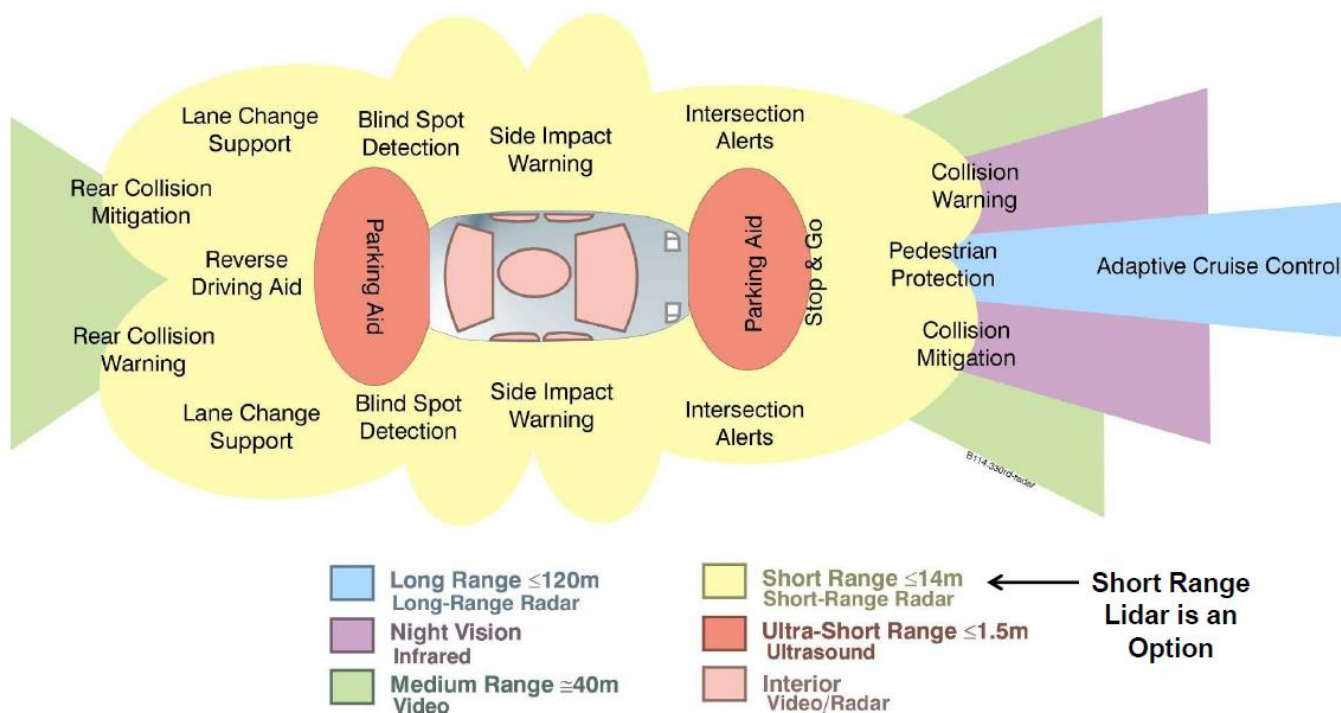 Lane Change
Support
Blind Spot
Detection
Side Impact
Warning
Intersection
Alerts
Rear Collision
Mitigation
Collision
Warning
Parking Aid
Parking Aid
Stop & Go
Reverse
Driving Aid
Pedestrian
Protection
Adaptive Cruise Control
Rear Collision
Warning
Collision
Mitigation
Lane Change
Support
Blind Spot
Detection
Side Impact
Warning
Intersection
Alerts
B114.330rd-radar
Long Range ≤120m
Long-Range Radar
Night Vision
Infrared
Medium Range ≅40m
Video
Short Range ≤14m
Short-Range Radar
Ultra-Short Range ≤1.5m
Ultrasound
Interior
Video/Radar
Short Range
Lidar is an
Option